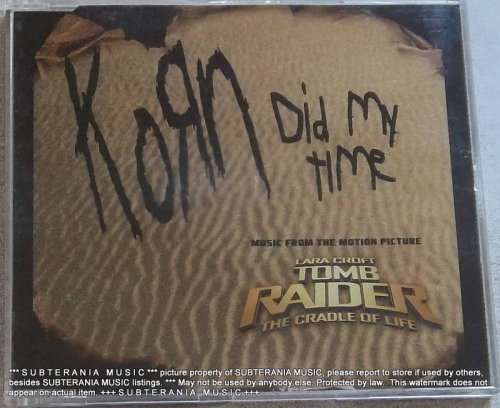 KoЯn
Did My
time
MUSIC FROM THE MOTION PICTURE
LARA CROFT
TOMB
RAIDER
THE CRADLE OF LIFE
*** S U B T E R A N I A  M U S I C *** picture property of SUBTERANIA MUSIC, please report to store if used by others,
besides SUBTERANIA MUSIC listings. *** May not be used by anybody else. Protected by law. This watermark does not
appear on actual item. +++ S U B T E R A N I A _ M U S I C.+++